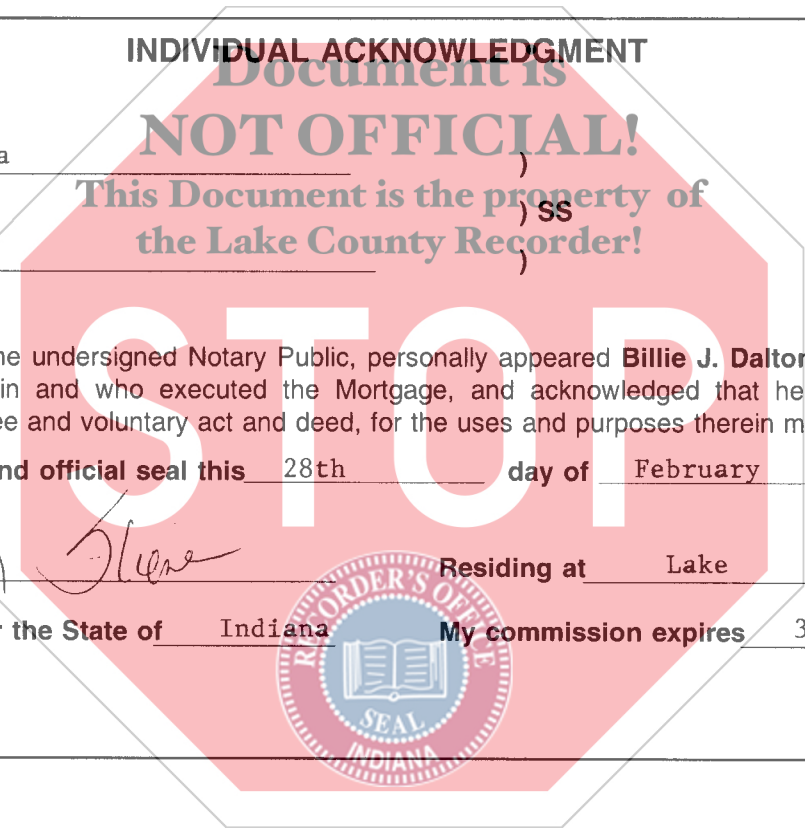 INDIVIDUAL ACKNOWLEDGMENT
Document is
NOT OFFICIAL!
a
)
This Document is the property of
) SS
the Lake County Recorder!
)
STOP
he undersigned Notary Public, personally appeared Billie J. Dalton
in and who executed the Mortgage, and acknowledged that he
ee and voluntary act and deed, for the uses and purposes therein m
nd official seal this 28th day of February
Residing at Lake
r the State of Indiana My commission expires 3
RECORDER'S OFFICE
SEAL
INDIANA